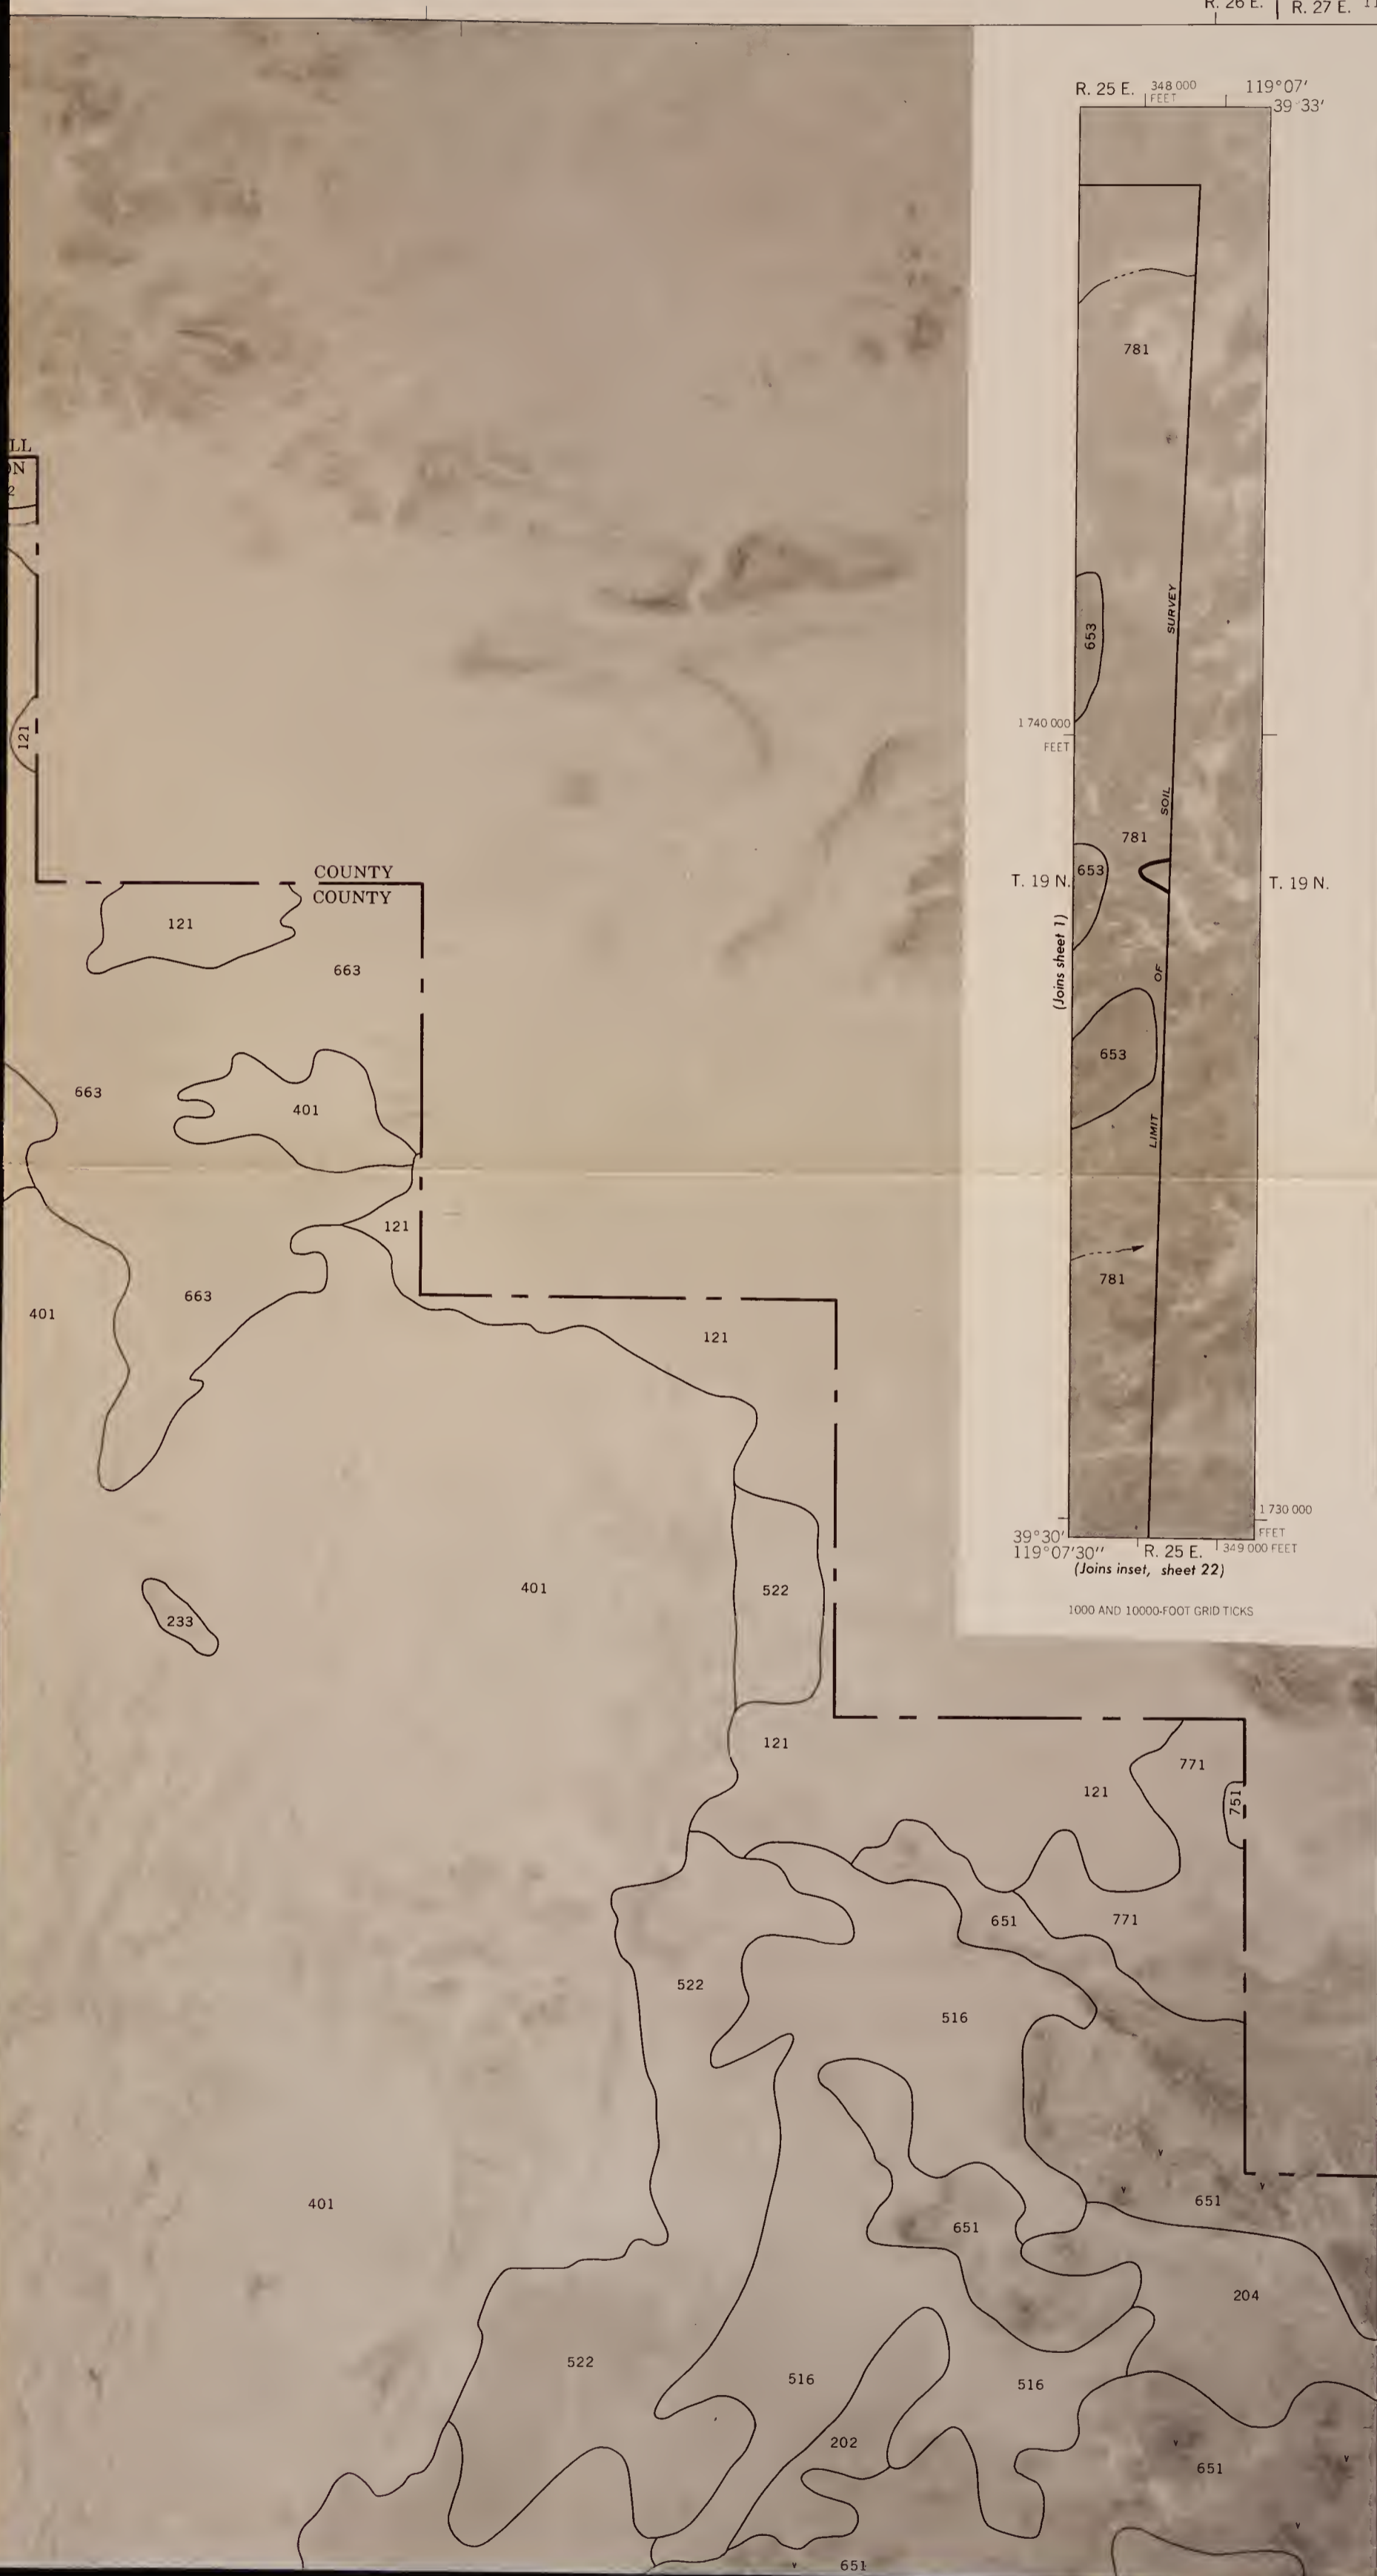 R. 26 E. | R. 27 E.
R. 25 E.
348 000
FEET
119°07'
39°33'
781
653
SURVEY
1 740 000
FEET
SOIL
781
653
T. 19 N.
T. 19 N.
(Joins sheet 1)
OF
653
LIMIT
781
1 730 000
FEET
39°30'
119°07'30"
R. 25 E.
349 000 FEET
(Joins inset, sheet 22)
1000 AND 10000-FOOT GRID TICKS
LL
ON
2
121
COUNTY
COUNTY
121
663
663
401
121
663
401
121
401
522
233
121
771
121
751
651
771
522
516
401
651
651
204
522
516
516
202
651
651